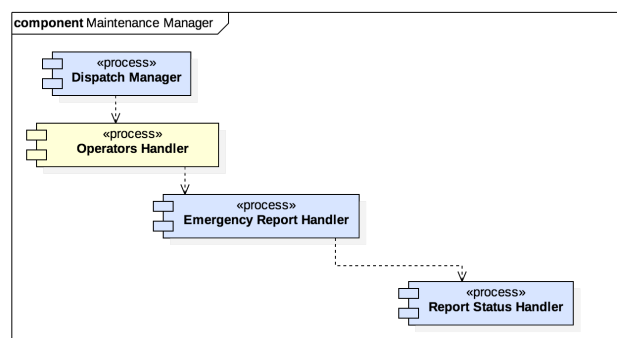 component Maintenance Manager
«process»
Dispatch Manager
«process»
Operators Handler
«process»
Emergency Report Handler
«process»
Report Status Handler